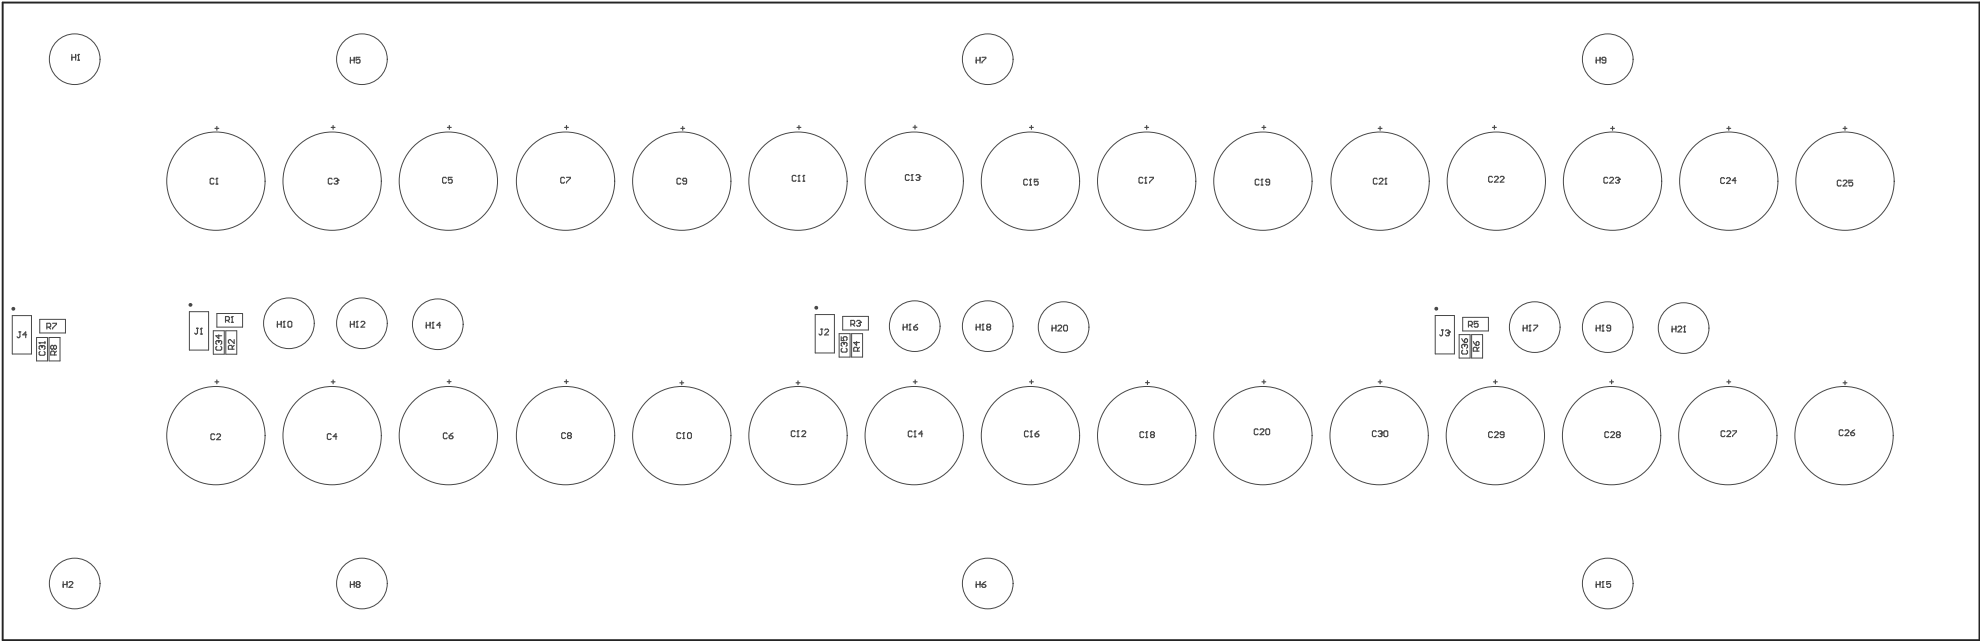 H1 H5 H7 H9
+ + + + + + + + + + + + + + +
C1 C3 C5 C7 C9 C11 C13 C15 C17 C19 C21 C22 C23 C24 C25
J4 R7 C31 R8 J1 R1 C34 R2 H10 H12 H14 J2 R3 C35 R4 H16 H18 H20 J3 R5 C36 R6 H17 H19 H21
+ + + + + + + + + + + + + + +
C2 C4 C6 C8 C10 C12 C14 C16 C18 C20 C30 C29 C28 C27 C26
H2 H8 H6 H15